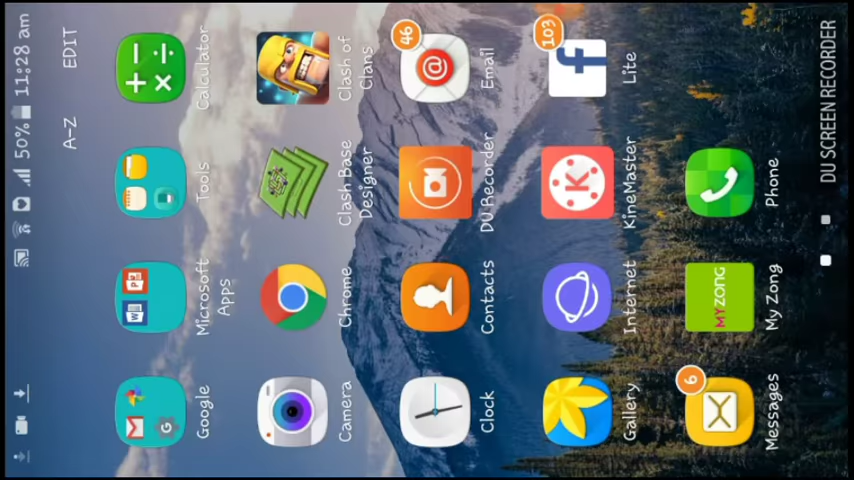 50% 11:28 am
A-Z EDIT
Google
Microsoft
Apps
Tools
Calculator
Camera
Chrome
Clash Base
Designer
Clash of
Clans
46
Clock
Contacts
DU Recorder
Email
103
Gallery
Internet
KineMaster
Lite
6
MY ZONG
Messages
My Zong
Phone
DU SCREEN RECORDER